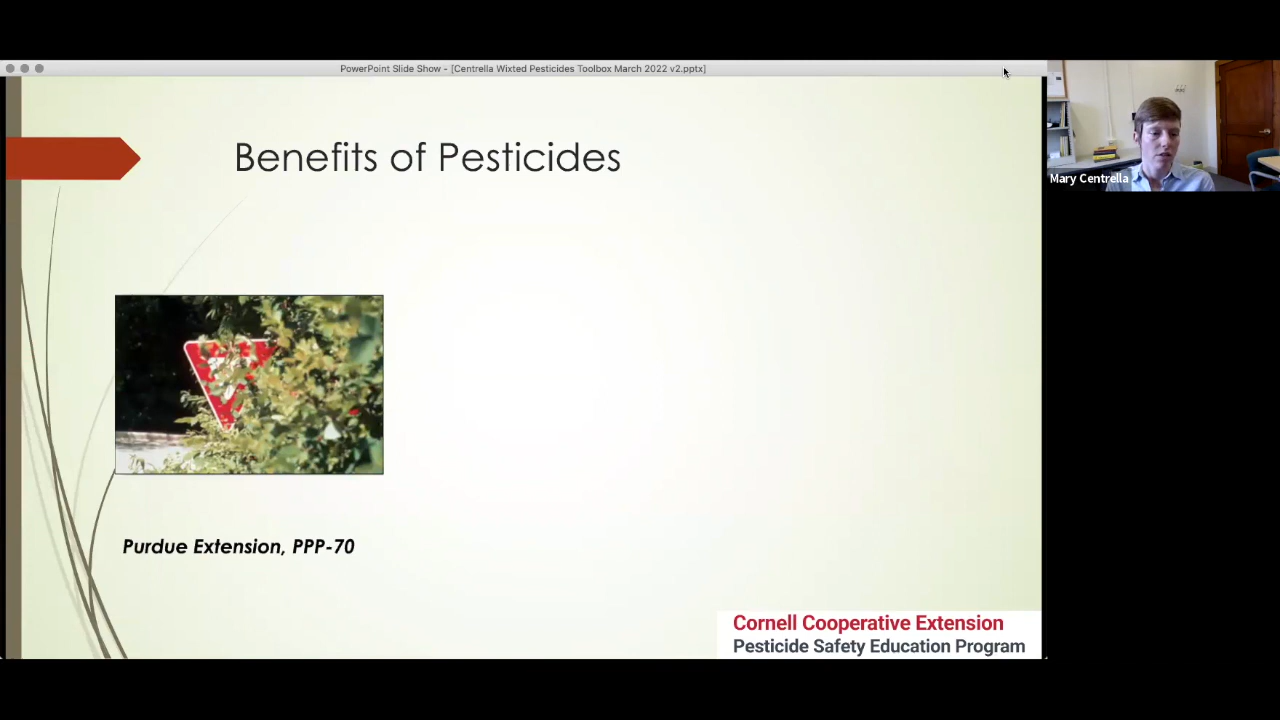 PowerPoint Slide Show - [Centrella Wixted Pesticides Toolbox March 2022 v2.pptx]
Benefits of Pesticides
Mary Centrella
Purdue Extension, PPP-70
Cornell Cooperative Extension
Pesticide Safety Education Program